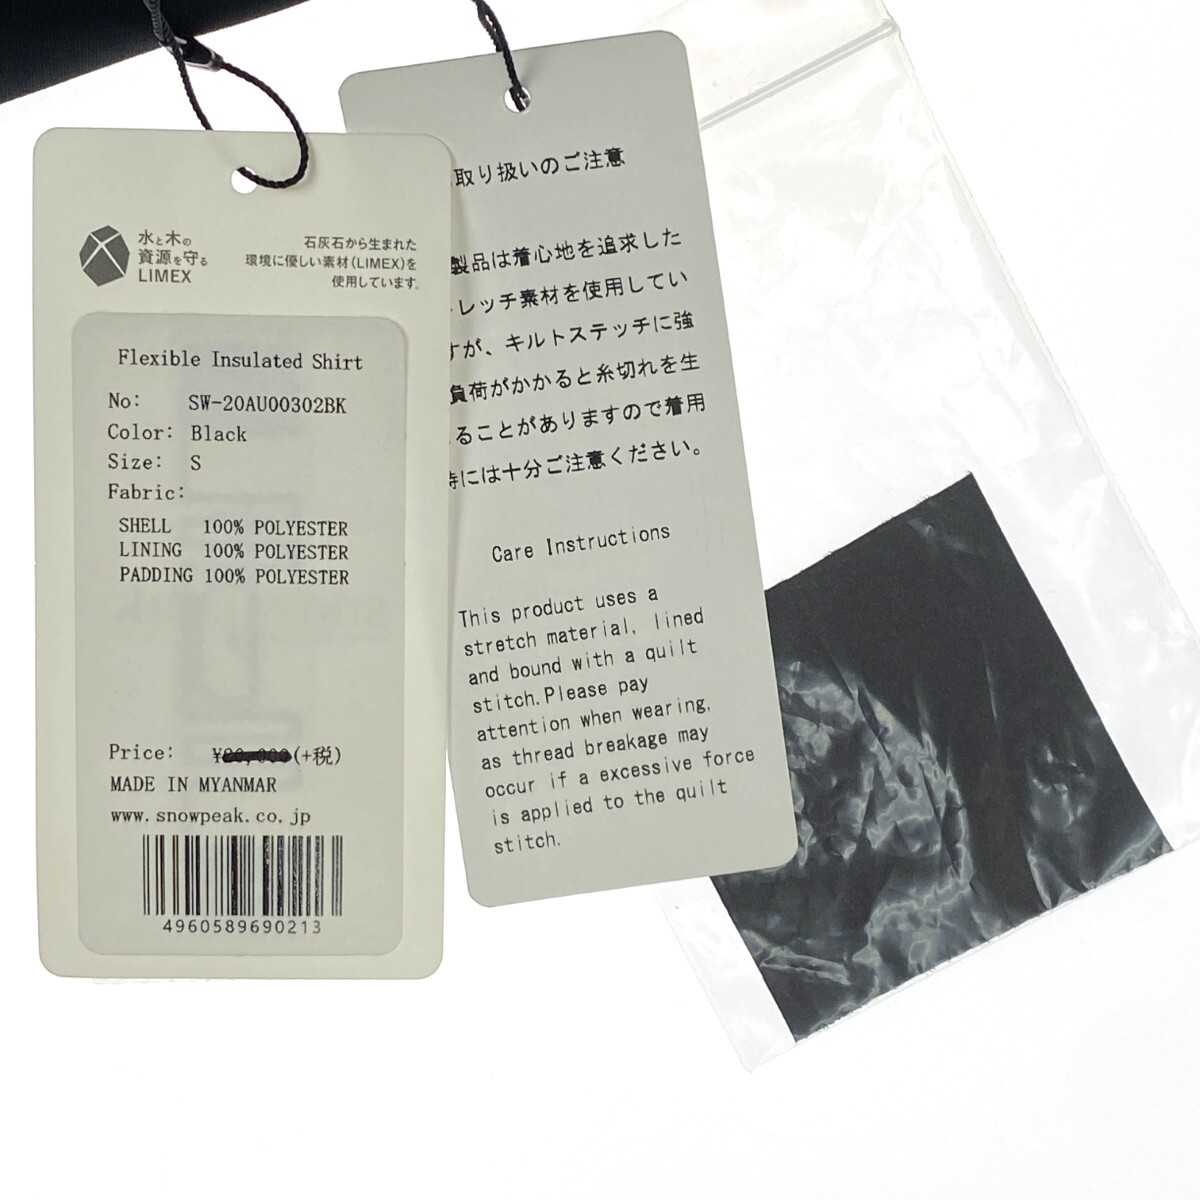 水と木の
資源を守る
LIMEX
石灰石から生まれた
環境に優しい素材(LIMEX)を
使用しています。
Flexible Insulated Shirt
No: SW-20AU00302BK
Color: Black
Size: S
Fabric:
SHELL 100% POLYESTER
LINING 100% POLYESTER
PADDING 100% POLYESTER
Price: (+税)
MADE IN MYANMAR
www.snowpeak.co.jp
4960589690213
取り扱いのご注意
製品は着心地を追求した
レッチ素材を使用してい
すが、キルトステッチに強
負荷がかかると糸切れを生
ることがありますので着用
時には十分ご注意ください。
Care Instructions
This product uses a
stretch material, lined
and bound with a quilt
stitch.Please pay
attention when wearing,
as thread breakage may
occur if a excessive force
is applied to the quilt
stitch.